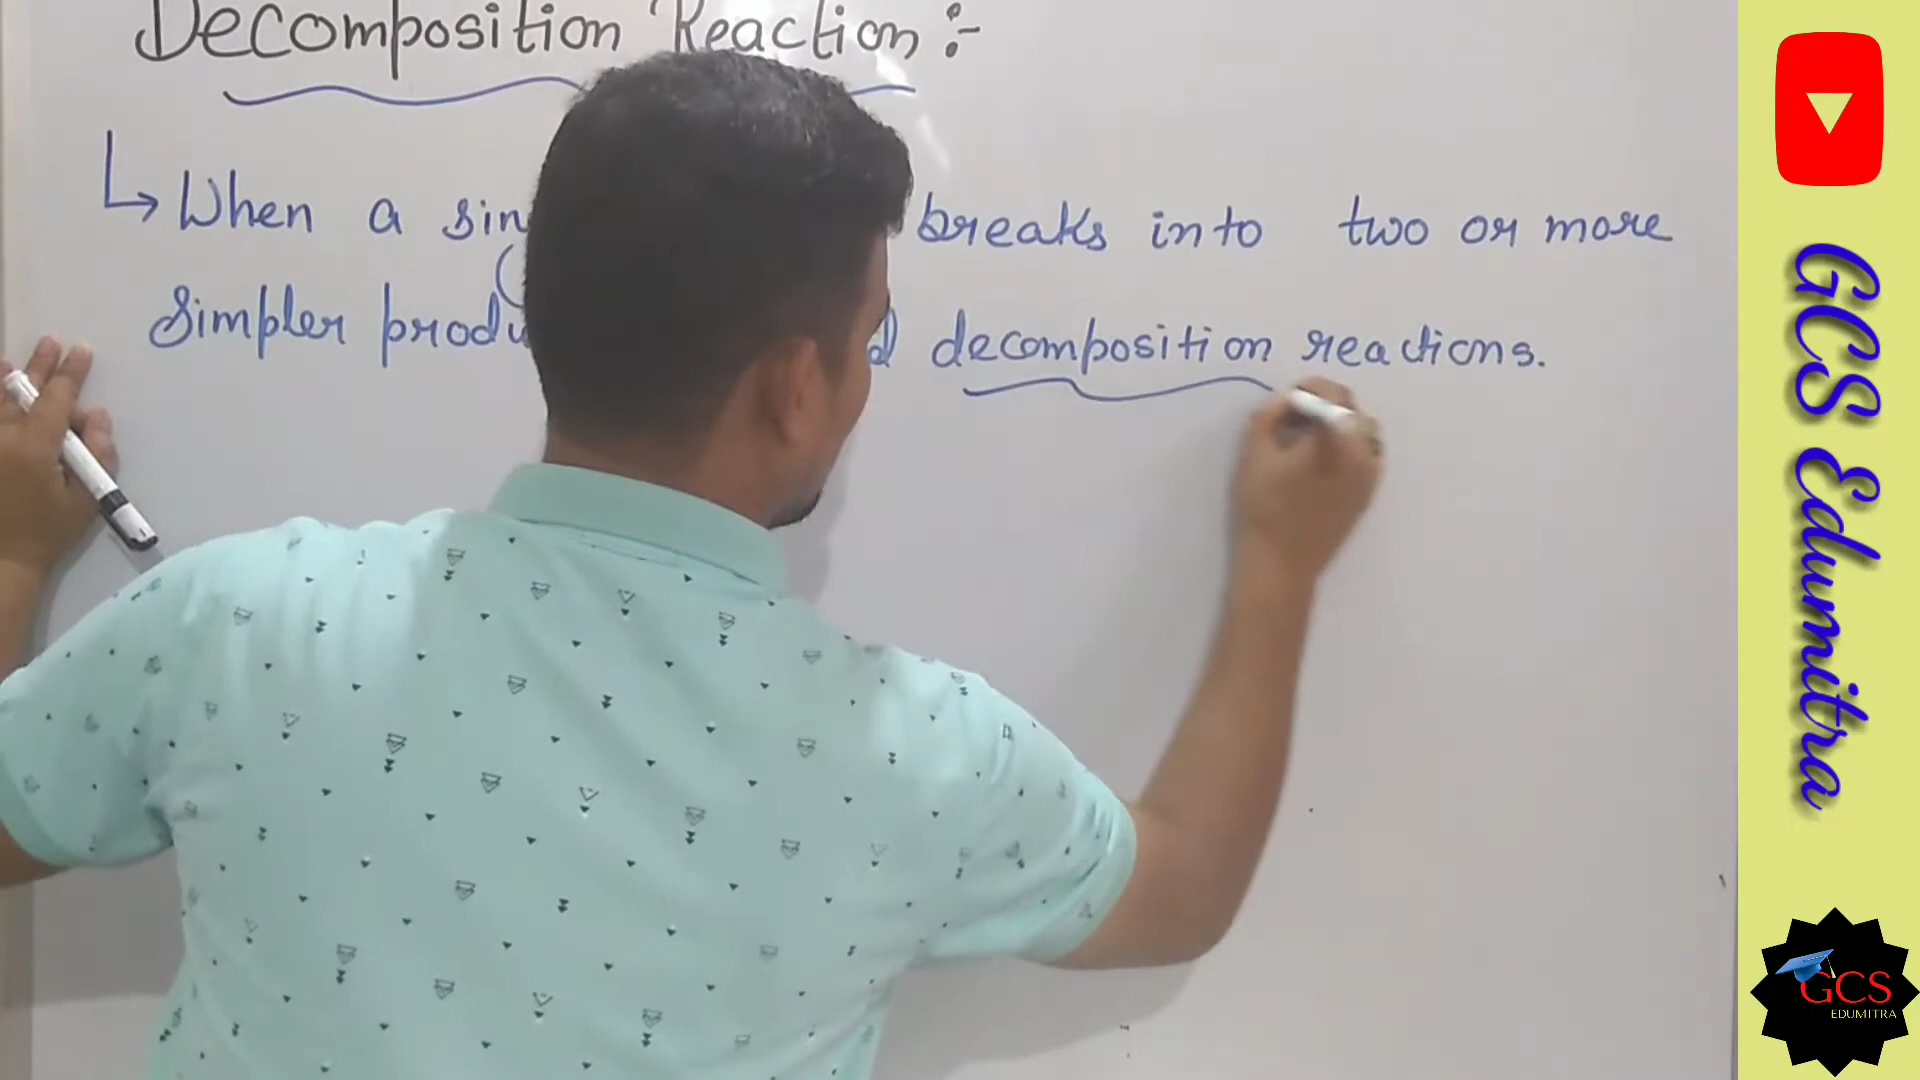 Decomposition Reaction :-
When a sin breaks into two or more
Simpler produ d decomposition reactions.
GCS Edumitra
GCS
EDUMITRA